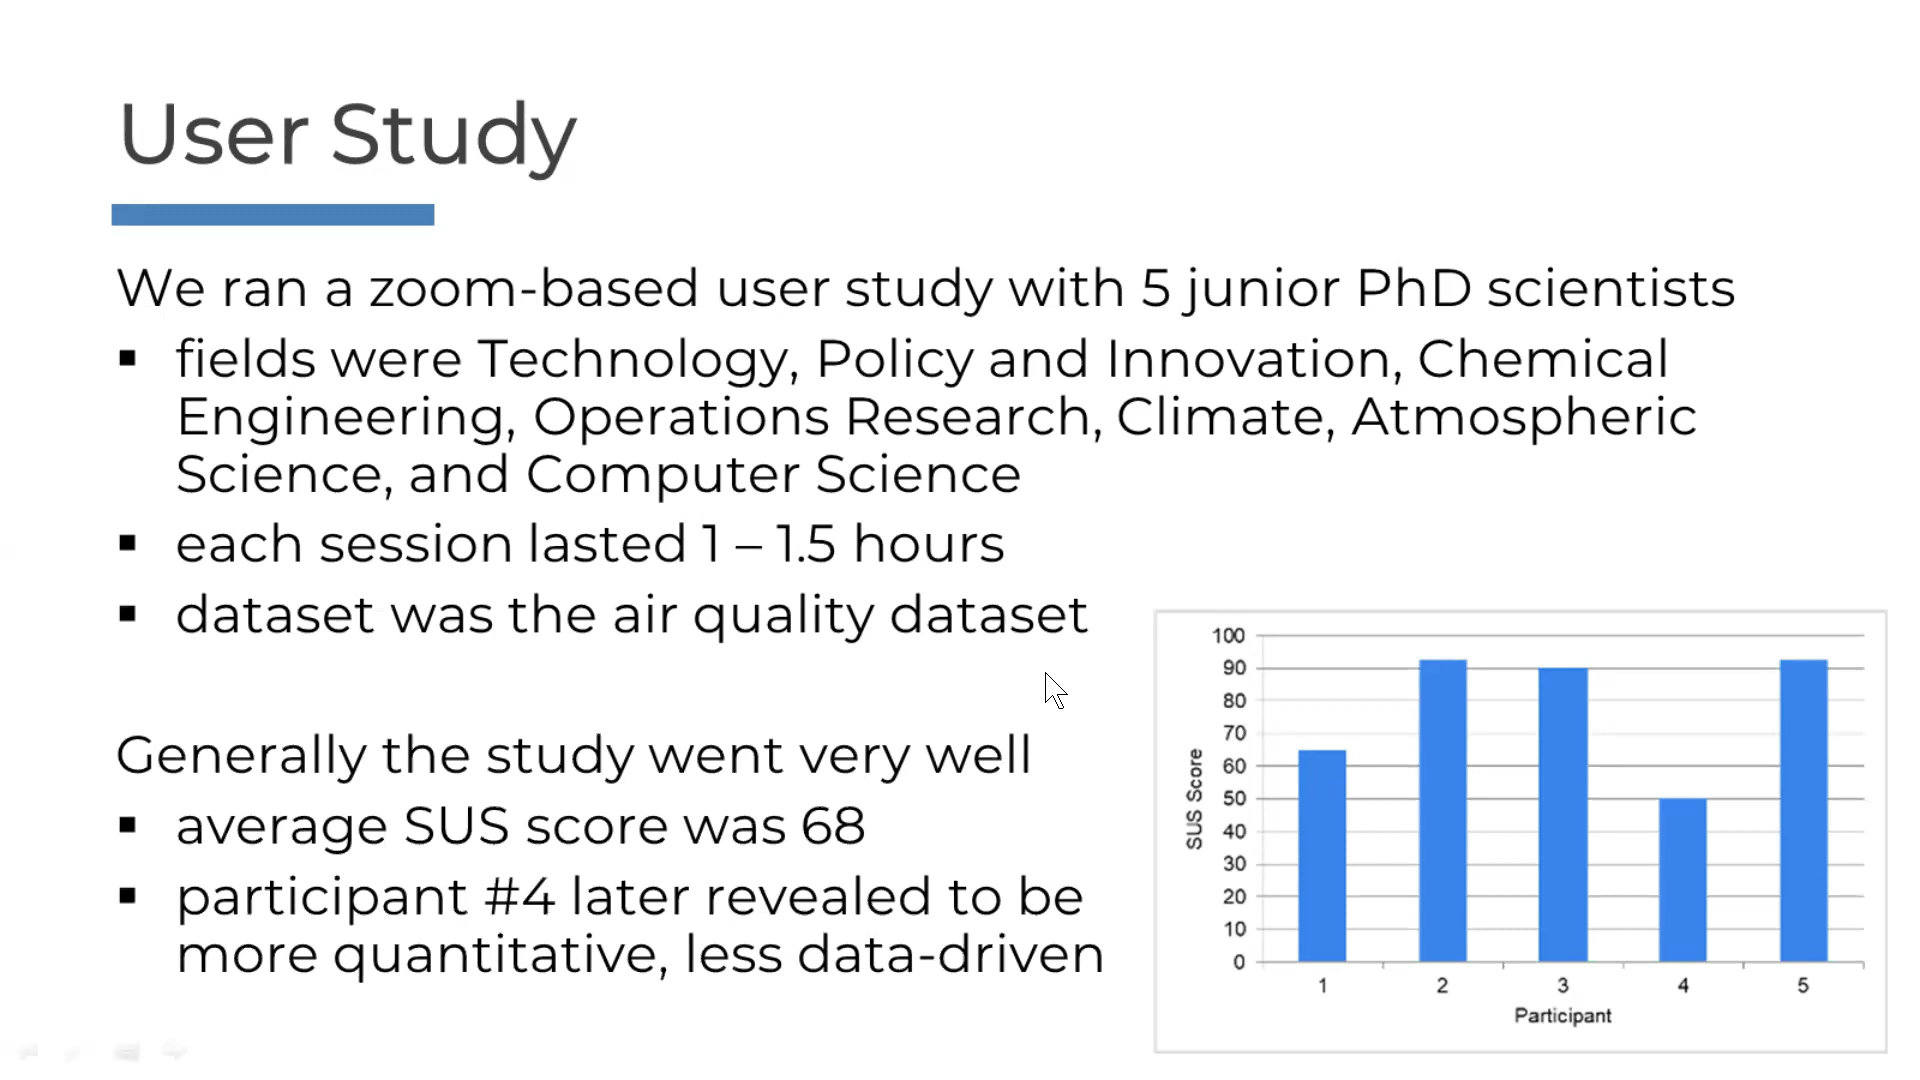 User Study
We ran a zoom-based user study with 5 junior PhD scientists
▪ fields were Technology, Policy and Innovation, Chemical
Engineering, Operations Research, Climate, Atmospheric
Science, and Computer Science
▪ each session lasted 1 – 1.5 hours
▪ dataset was the air quality dataset
Generally the study went very well
▪ average SUS score was 68
▪ participant #4 later revealed to be
more quantitative, less data-driven
100
90
80
70
60
50
40
30
20
10
0
SUS Score
1 2 3 4 5
Participant